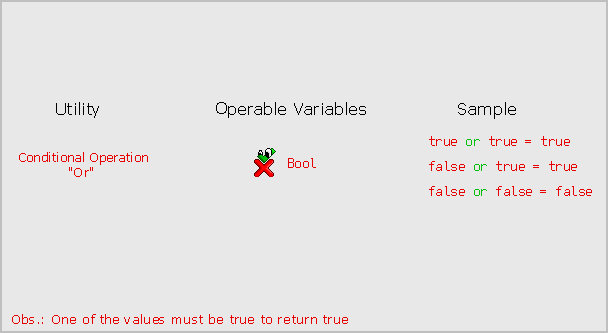 Utility
Operable Variables
Sample
Conditional Operation
"Or"
Bool
true or true = true
false or true = true
false or false = false
Obs.: One of the values must be true to return true